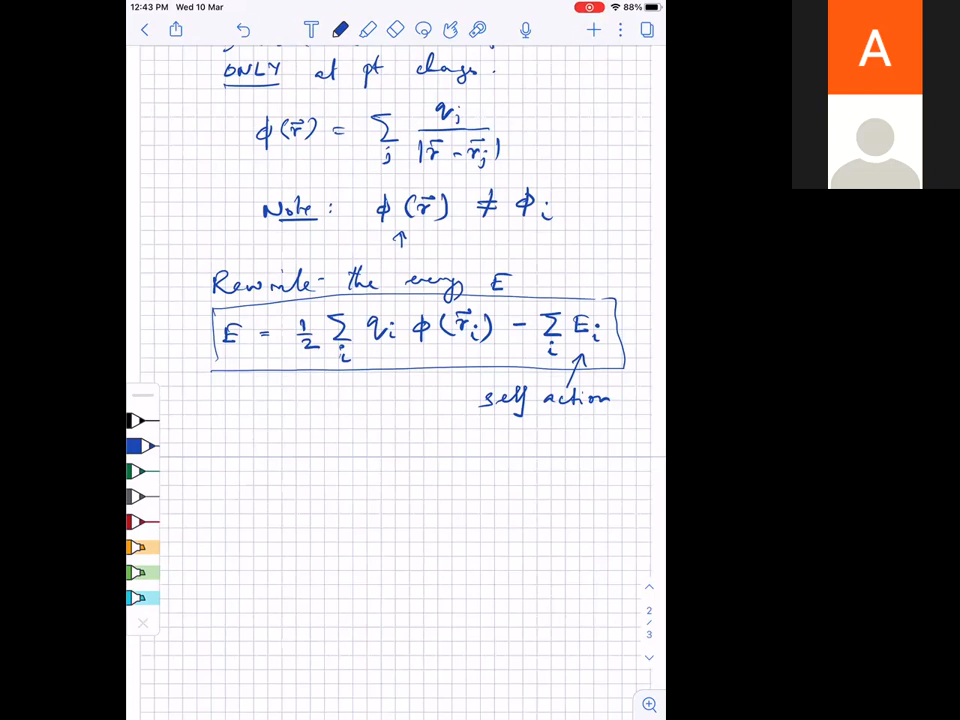 12:43 PM Wed 10 Mar
88%
A
ONLY at pt charge.
ϕ(r⃗) = Σ_j q_j / |r⃗ - r⃗_j|
Note: ϕ(r⃗) ≠ ϕ_i
↑
Rewrite the energy E
E = 1/2 Σ_i q_i ϕ(r⃗_i) - Σ_i E_i
self action
2
/
3